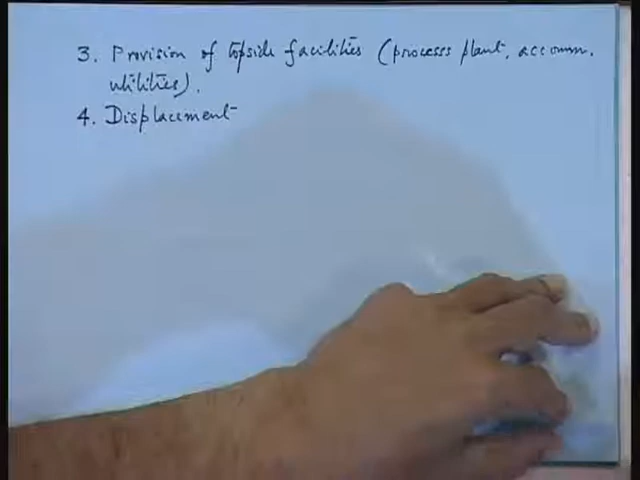 3. Provision of topside facilities (process plant, accomm.
utilities).
4. Displacement